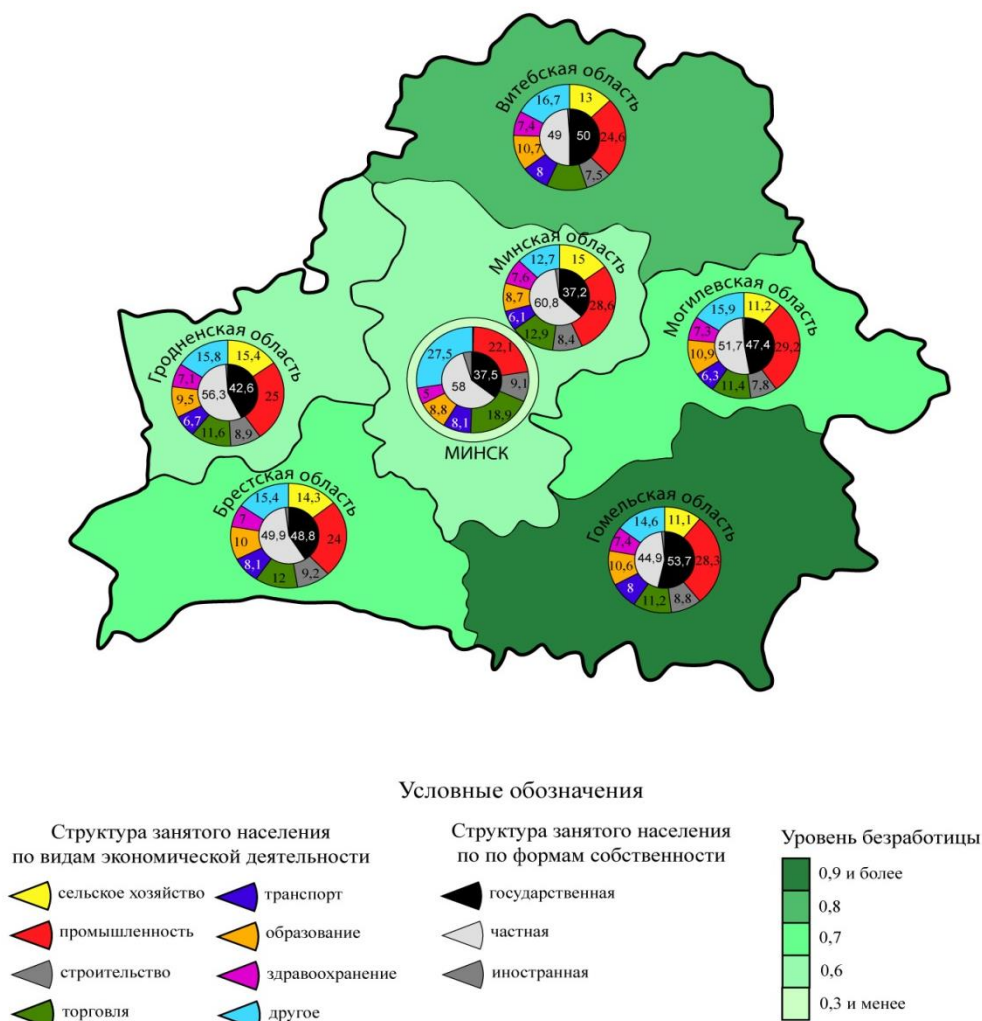 Витебская область
16,7
13
7,4
49
50
24,6
10,7
8
7,5
Минская область
12,7
15
7,6
37,2
8,7
60,8
28,6
6,1
12,9
8,4
Могилевская область
15,9
11,2
7,3
51,7
47,4
29,2
10,9
6,3
11,4
7,8
Гродненская область
15,8
15,4
7,1
42,6
9,5
56,3
25
6,7
11,6
8,9
27,5
22,1
37,5
58
9,1
5
8,8
8,1
18,9
МИНСК
Брестская область
15,4
14,3
7
49,9
48,8
24
10
8,1
12
9,2
Гомельская область
14,6
11,1
7,4
44,9
53,7
28,3
10,6
8
11,2
8,8
Условные обозначения
Структура занятого населения
по видам экономической деятельности
сельское хозяйство
промышленность
строительство
торговля
транспорт
образование
здравоохранение
другое
Структура занятого населения
по по формам собственности
государственная
частная
иностранная
Уровень безработицы
0,9 и более
0,8
0,7
0,6
0,3 и менее